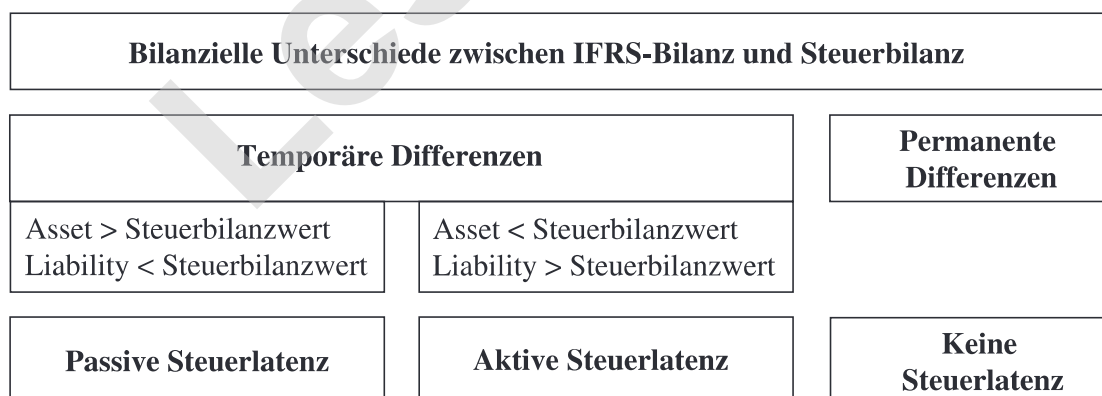 Bilanzielle Unterschiede zwischen IFRS-Bilanz und Steuerbilanz
Temporäre Differenzen
Permanente
Differenzen
Asset > Steuerbilanzwert
Liability < Steuerbilanzwert
Asset < Steuerbilanzwert
Liability > Steuerbilanzwert
Passive Steuerlatenz
Aktive Steuerlatenz
Keine
Steuerlatenz